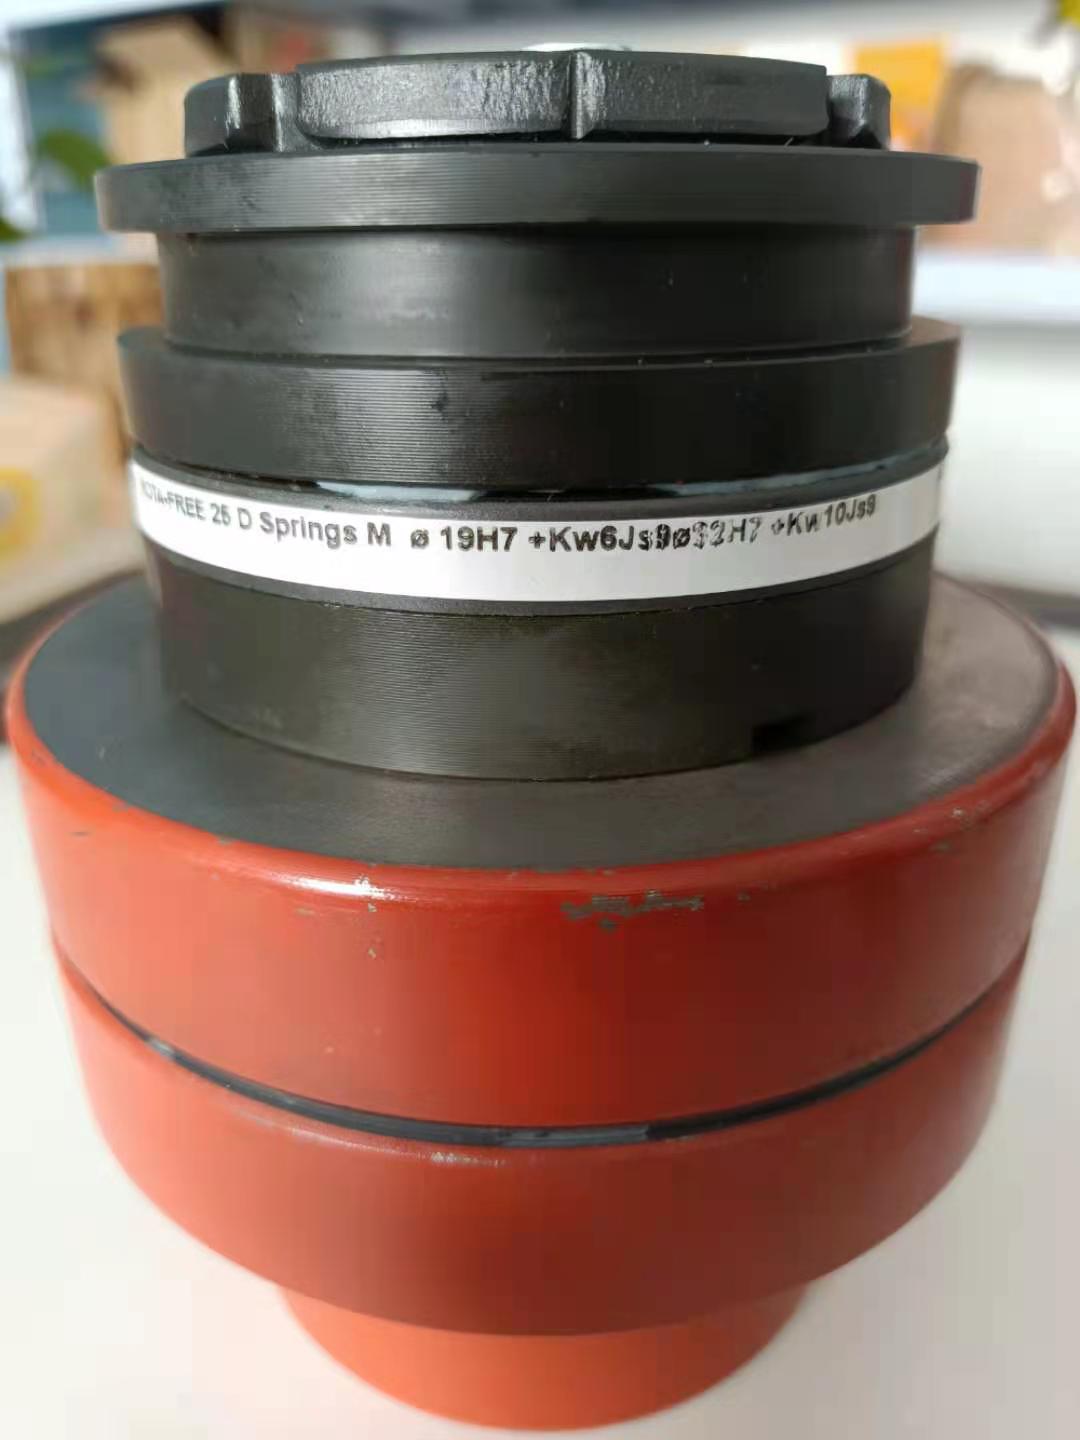 ROTA-FREE 25 D Springs M ø 19H7 +Kw6Js9ø32H7 +Kw10Js9